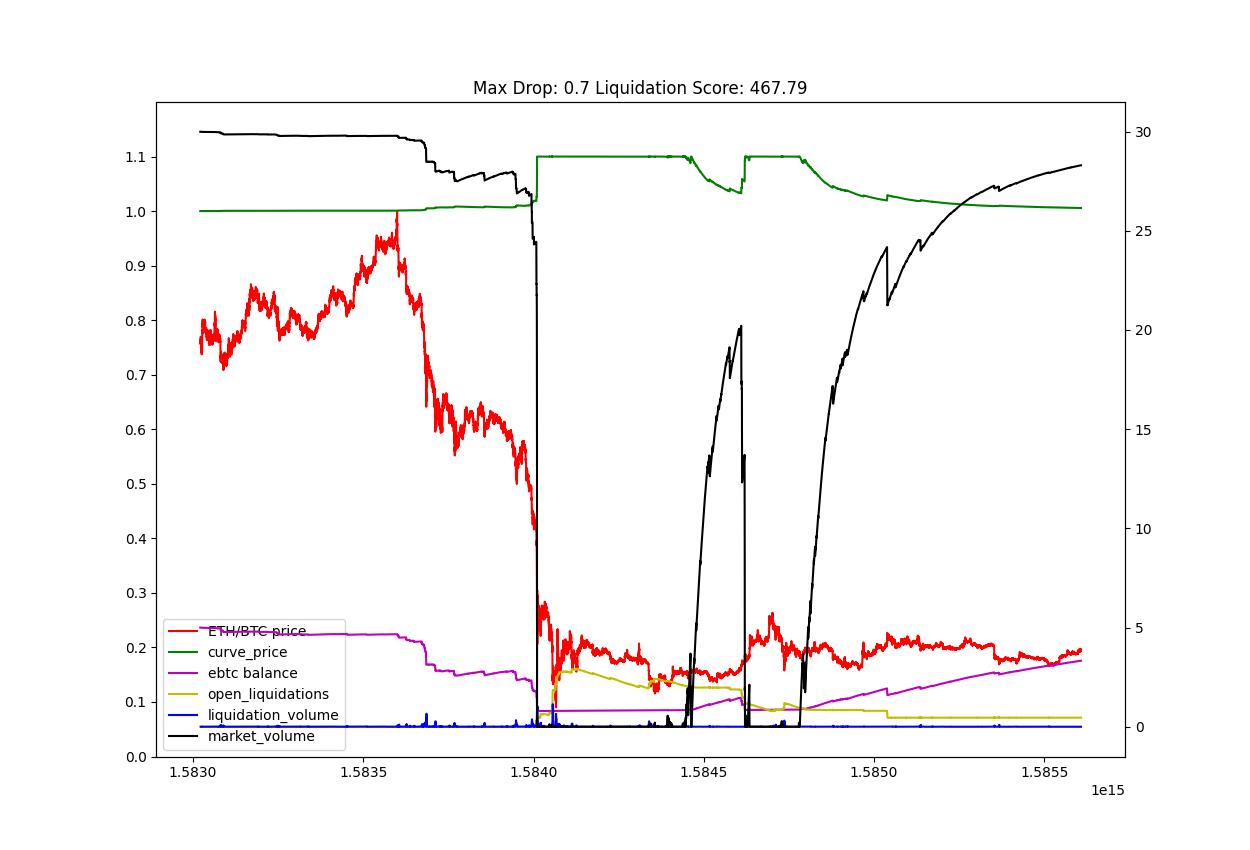 Max Drop: 0.7 Liquidation Score: 467.79
1.1
1.0
0.9
0.8
0.7
0.6
0.5
0.4
0.3
0.2
0.1
0.0
30
25
20
15
10
5
0
ETH/BTC price
curve_price
ebtc balance
open_liquidations
liquidation_volume
market_volume
1.5830 1.5835 1.5840 1.5845 1.5850 1.5855
1e15